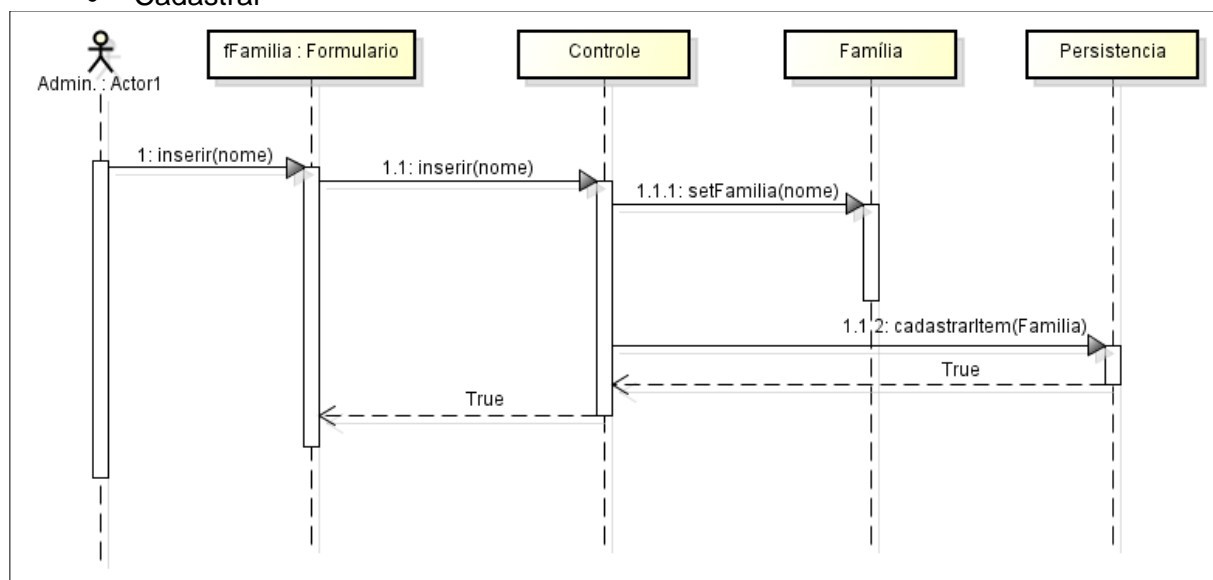 Cadastrar
fFamilia : Formulario
Controle
Família
Persistencia
Admin. : Actor1
1: inserir(nome)
1.1: inserir(nome)
1.1.1: setFamilia(nome)
1.1.2: cadastrarItem(Familia)
True
True